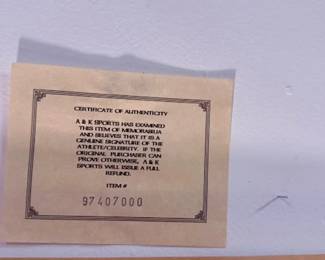 CERTIFICATE OF AUTHENTICITY
A & K SPORTS HAS EXAMINED
THIS ITEM OF MEMORABILIA
AND BELIEVES THAT IT IS A
GENUINE SIGNATURE OF THE
ATHLETE/CELEBRITY. IF THE
ORIGINAL PURCHASER CAN
PROVE OTHERWISE, A & K
SPORTS WILL ISSUE A FULL
REFUND.
ITEM #
97407000